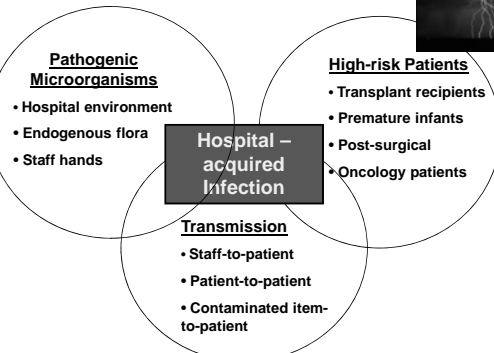 Pathogenic
Microorganisms
• Hospital environment
• Endogenous flora
• Staff hands
High-risk Patients
• Transplant recipients
• Premature infants
• Post-surgical
• Oncology patients
Hospital –
acquired
Infection
Transmission
• Staff-to-patient
• Patient-to-patient
• Contaminated item-
to-patient